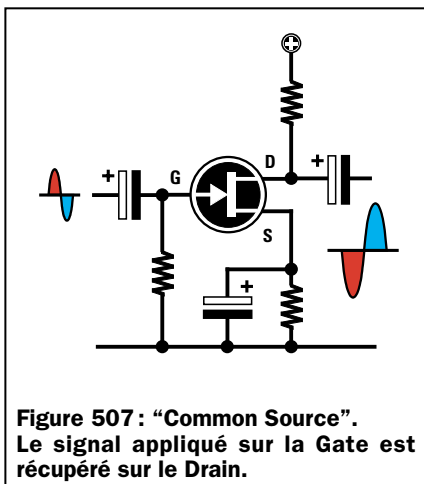 +
D
+
+
G
S
+
Figure 507 : “Common Source”.
Le signal appliqué sur la Gate est
récupéré sur le Drain.